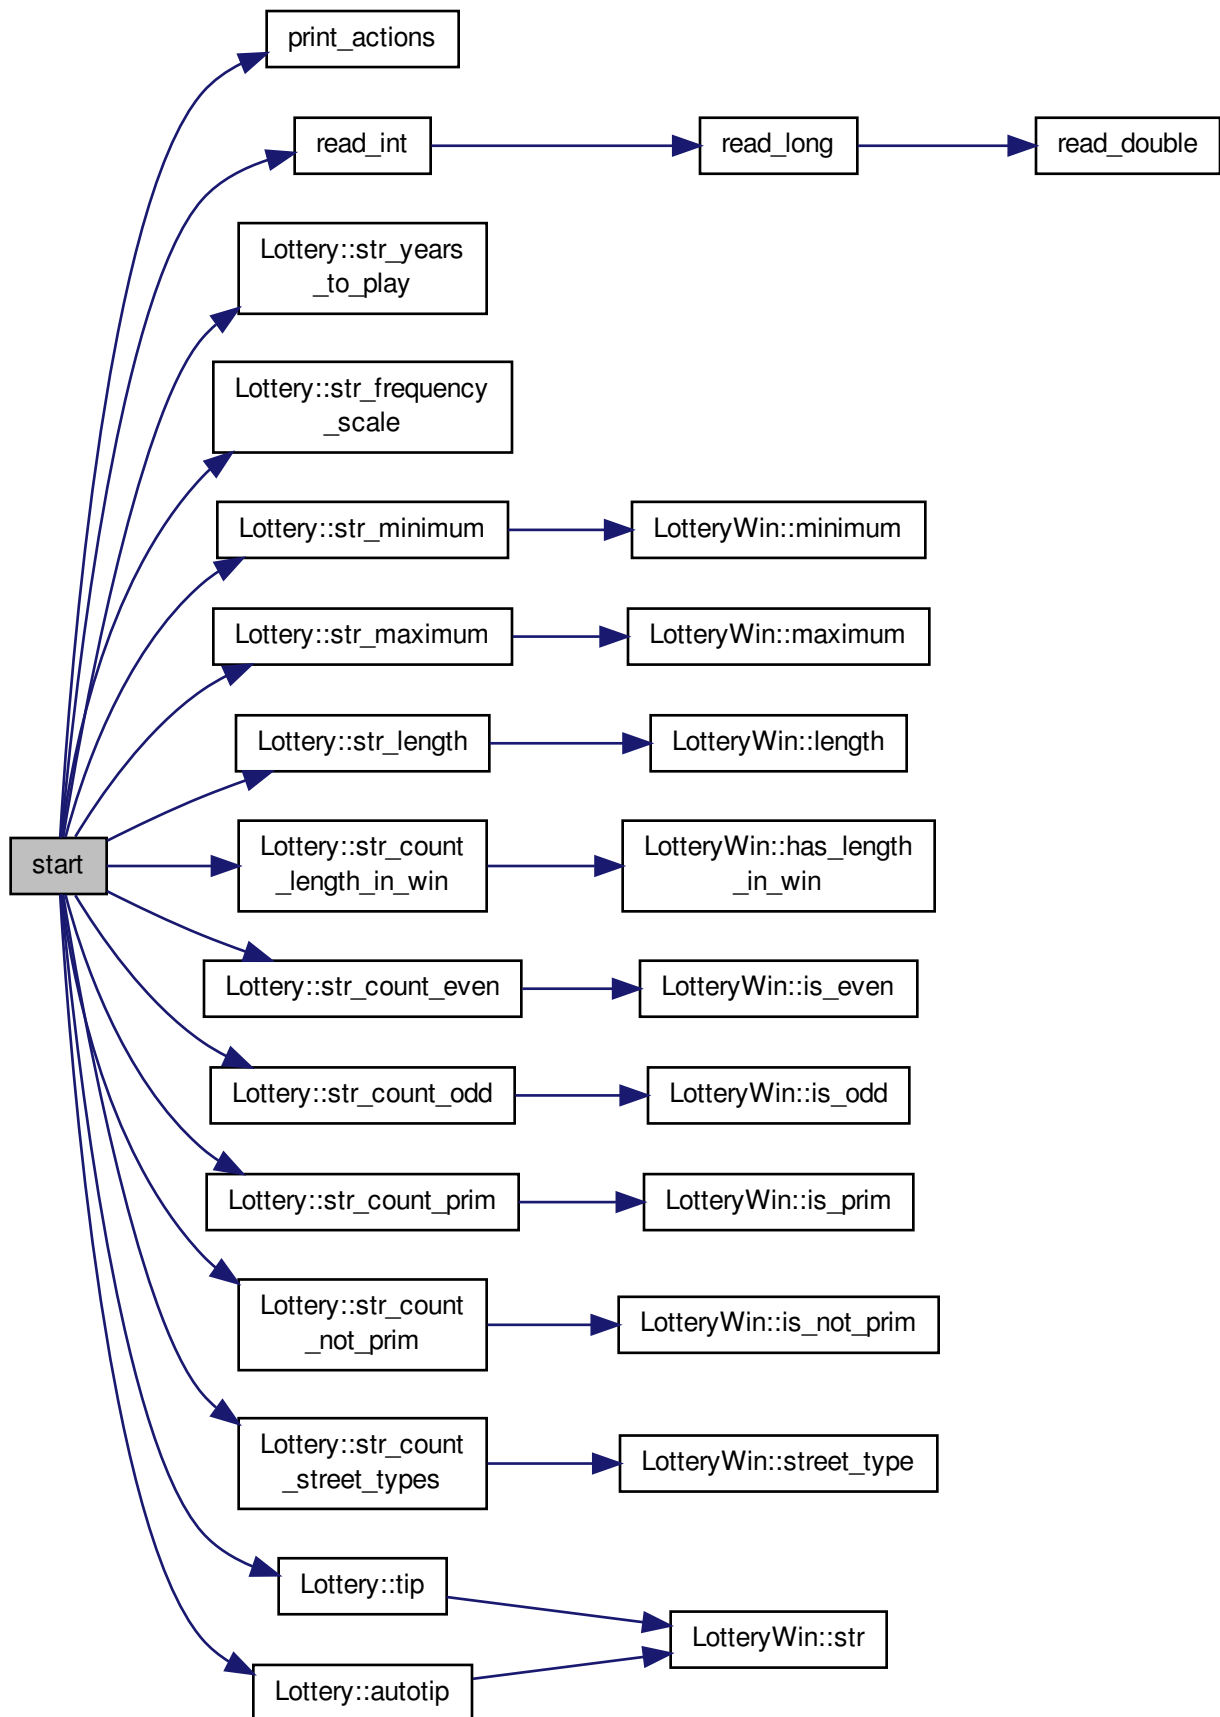 print_actions
read_int
read_long
read_double
Lottery::str_years
_to_play
Lottery::str_frequency
_scale
Lottery::str_minimum
LotteryWin::minimum
Lottery::str_maximum
LotteryWin::maximum
Lottery::str_length
LotteryWin::length
start
Lottery::str_count
_length_in_win
LotteryWin::has_length
_in_win
Lottery::str_count_even
LotteryWin::is_even
Lottery::str_count_odd
LotteryWin::is_odd
Lottery::str_count_prim
LotteryWin::is_prim
Lottery::str_count
_not_prim
LotteryWin::is_not_prim
Lottery::str_count
_street_types
LotteryWin::street_type
Lottery::tip
LotteryWin::str
Lottery::autotip